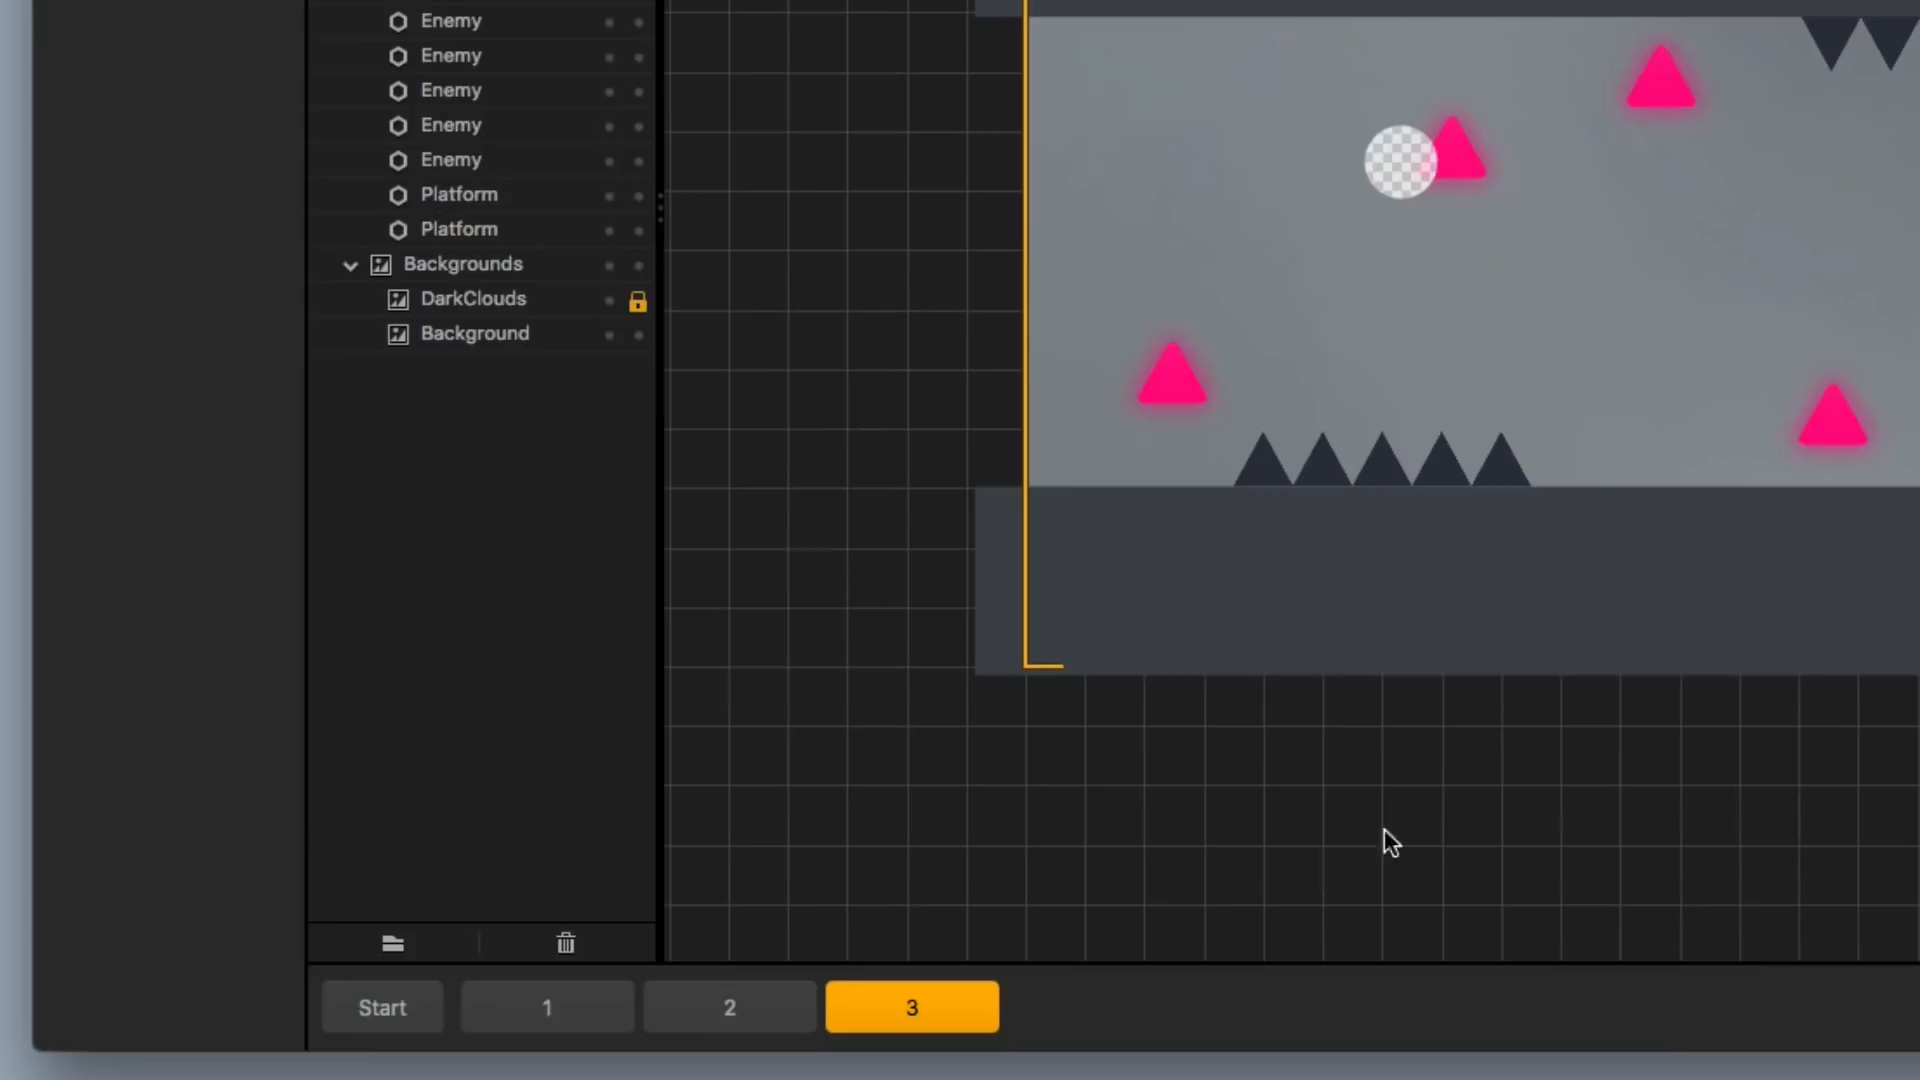 Enemy
Enemy
Enemy
Enemy
Enemy
Platform
Platform
Backgrounds
DarkClouds
Background
Start
1
2
3